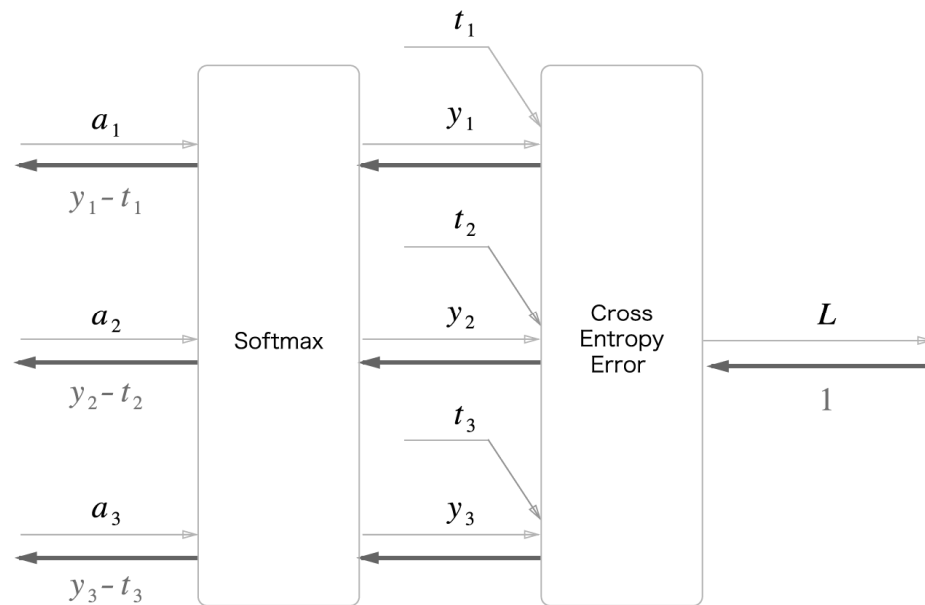 t₁
a₁
y₁
y₁ − t₁
t₂
a₂
y₂
Softmax
Cross
Entropy
Error
L
y₂ − t₂
1
t₃
a₃
y₃
y₃ − t₃